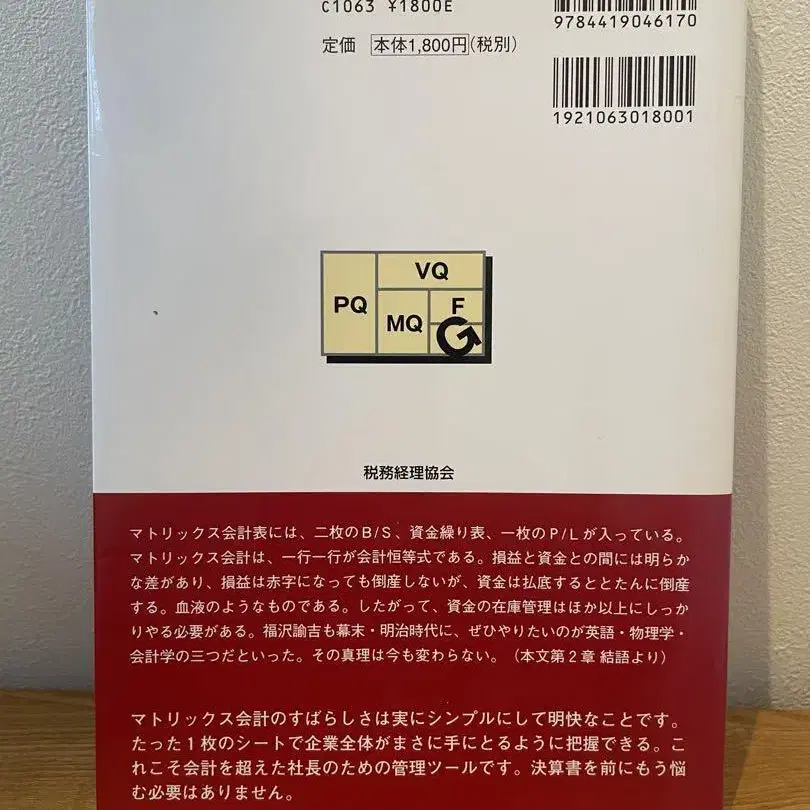 C1063 ¥1800E
9784419046170
定価 本体1,800円(税別)
1921063018001
VQ
PQ
F
MQ
G
税務経理協会
マトリックス会計表には、二枚のB/S、資金繰り表、一枚のP/Lが入っている。
マトリックス会計は、一行一行が会計恒等式である。損益と資金との間には明らか
な差があり、損益は赤字になっても倒産しないが、資金は払底するととたんに倒産
する。血液のようなものである。したがって、資金の在庫管理はほか以上にしっか
りやる必要がある。福沢諭吉も幕末・明治時代に、ぜひやりたいのが英語・物理学・
会計学の三つだといった。その真理は今も変わらない。（本文第2章 結語より）
マトリックス会計のすばらしさは実にシンプルにして明快なことです。
たった1枚のシートで企業全体がまさに手にとるように把握できる。こ
れこそ会計を超えた社長のための管理ツールです。決算書を前にもう悩
む必要はありません。